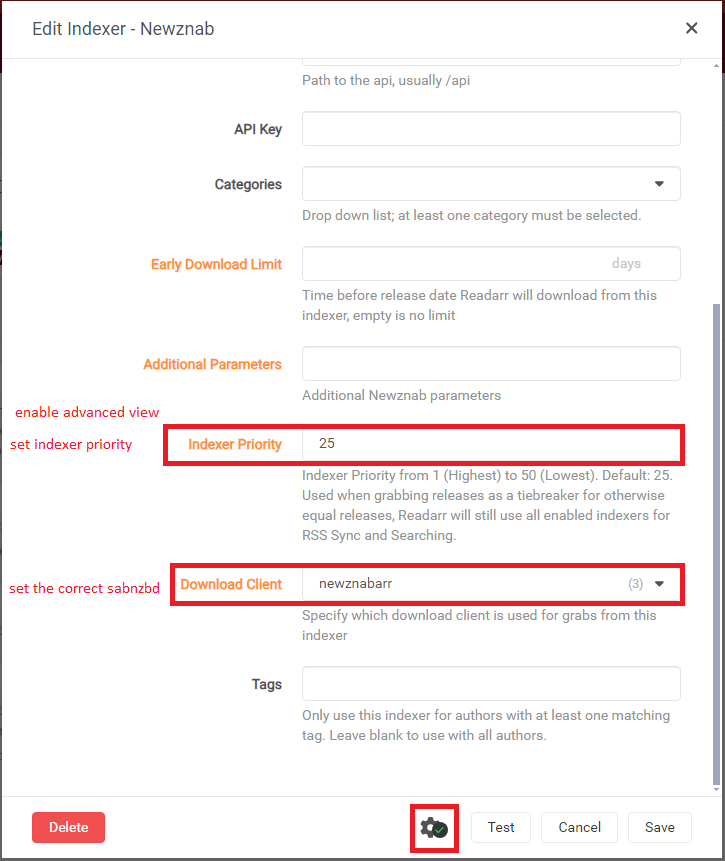 Edit Indexer - Newznab
Path to the api, usually /api
API Key
Categories
Drop down list; at least one category must be selected.
Early Download Limit
days
Time before release date Readarr will download from this
indexer, empty is no limit
Additional Parameters
Additional Newznab parameters
enable advanced view
set indexer priority
Indexer Priority
25
Indexer Priority from 1 (Highest) to 50 (Lowest). Default: 25.
Used when grabbing releases as a tiebreaker for otherwise
equal releases, Readarr will still use all enabled indexers for
RSS Sync and Searching.
set the correct sabnzbd
Download Client
newznabarr
(3)
Specify which download client is used for grabs from this
indexer
Tags
Only use this indexer for authors with at least one matching
tag. Leave blank to use with all authors.
Delete
Test
Cancel
Save